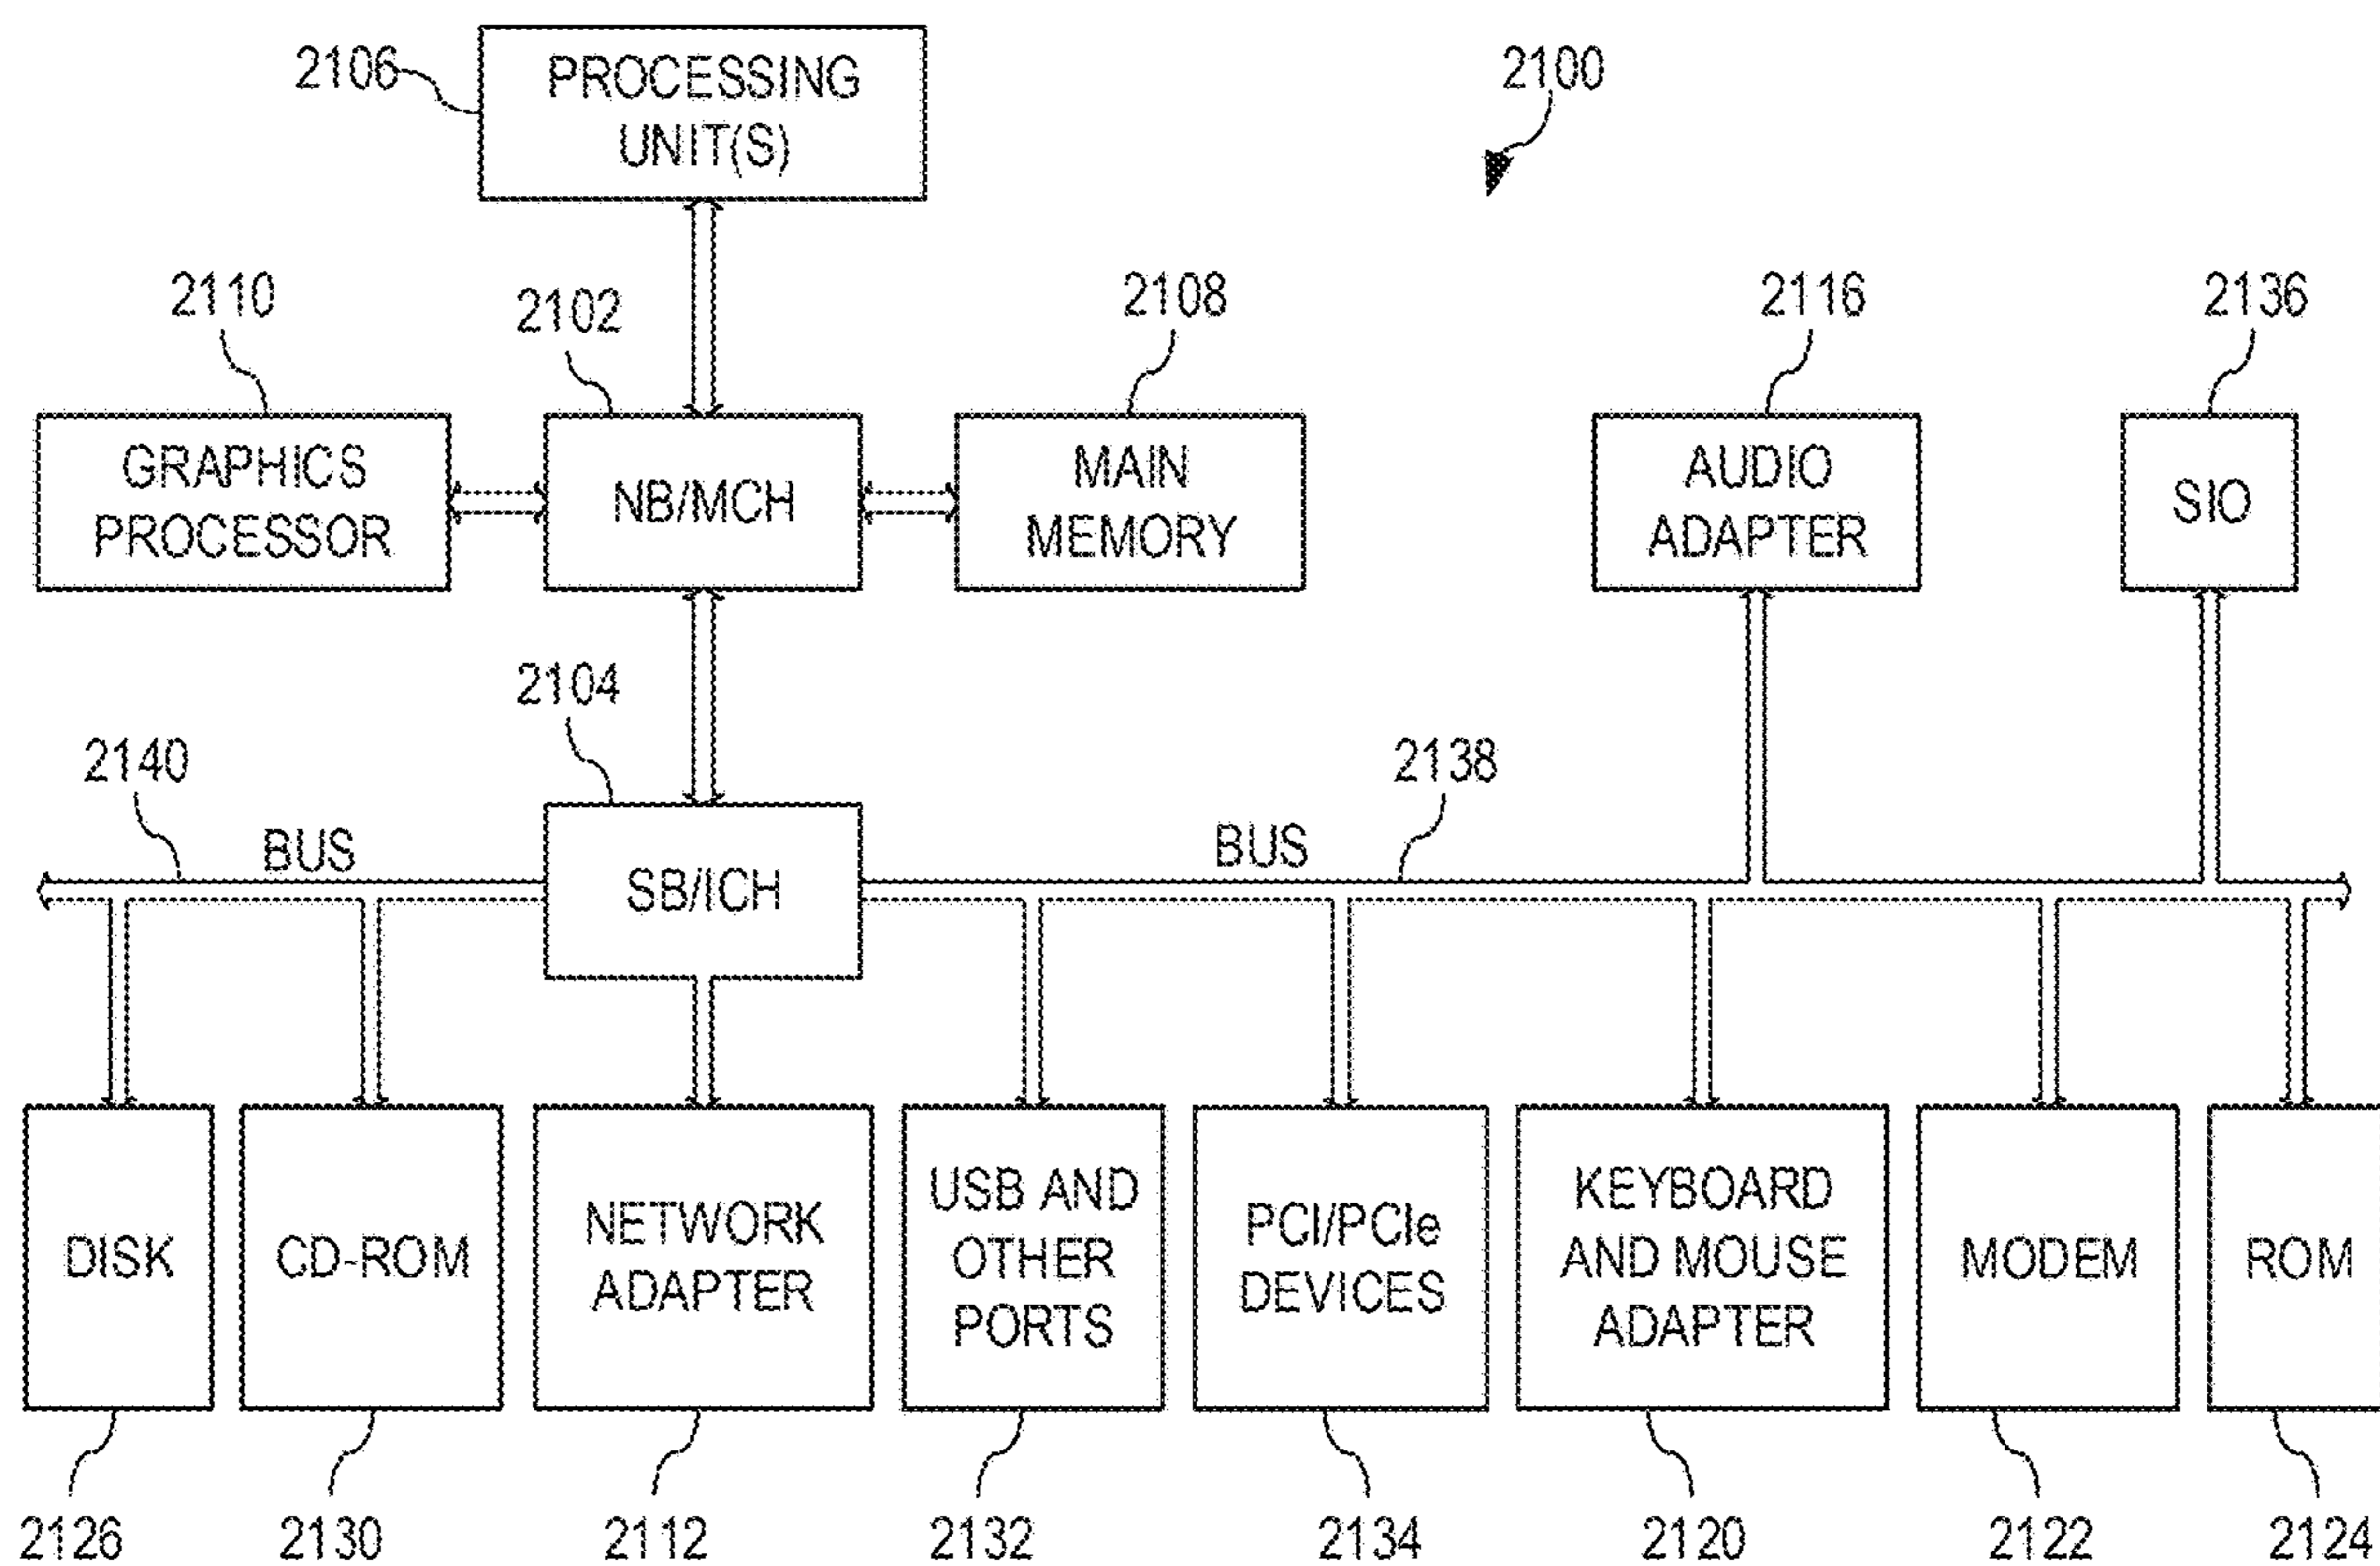 2106
PROCESSING
UNIT(S)
2100
2110
2102
2108
2116
2136
GRAPHICS
PROCESSOR
NB/MCH
MAIN
MEMORY
AUDIO
ADAPTER
SIO
2104
2140
2138
BUS
SB/ICH
BUS
DISK
CD-ROM
NETWORK
ADAPTER
USB AND
OTHER
PORTS
PCI/PCIe
DEVICES
KEYBOARD
AND MOUSE
ADAPTER
MODEM
ROM
2126
2130
2112
2132
2134
2120
2122
2124